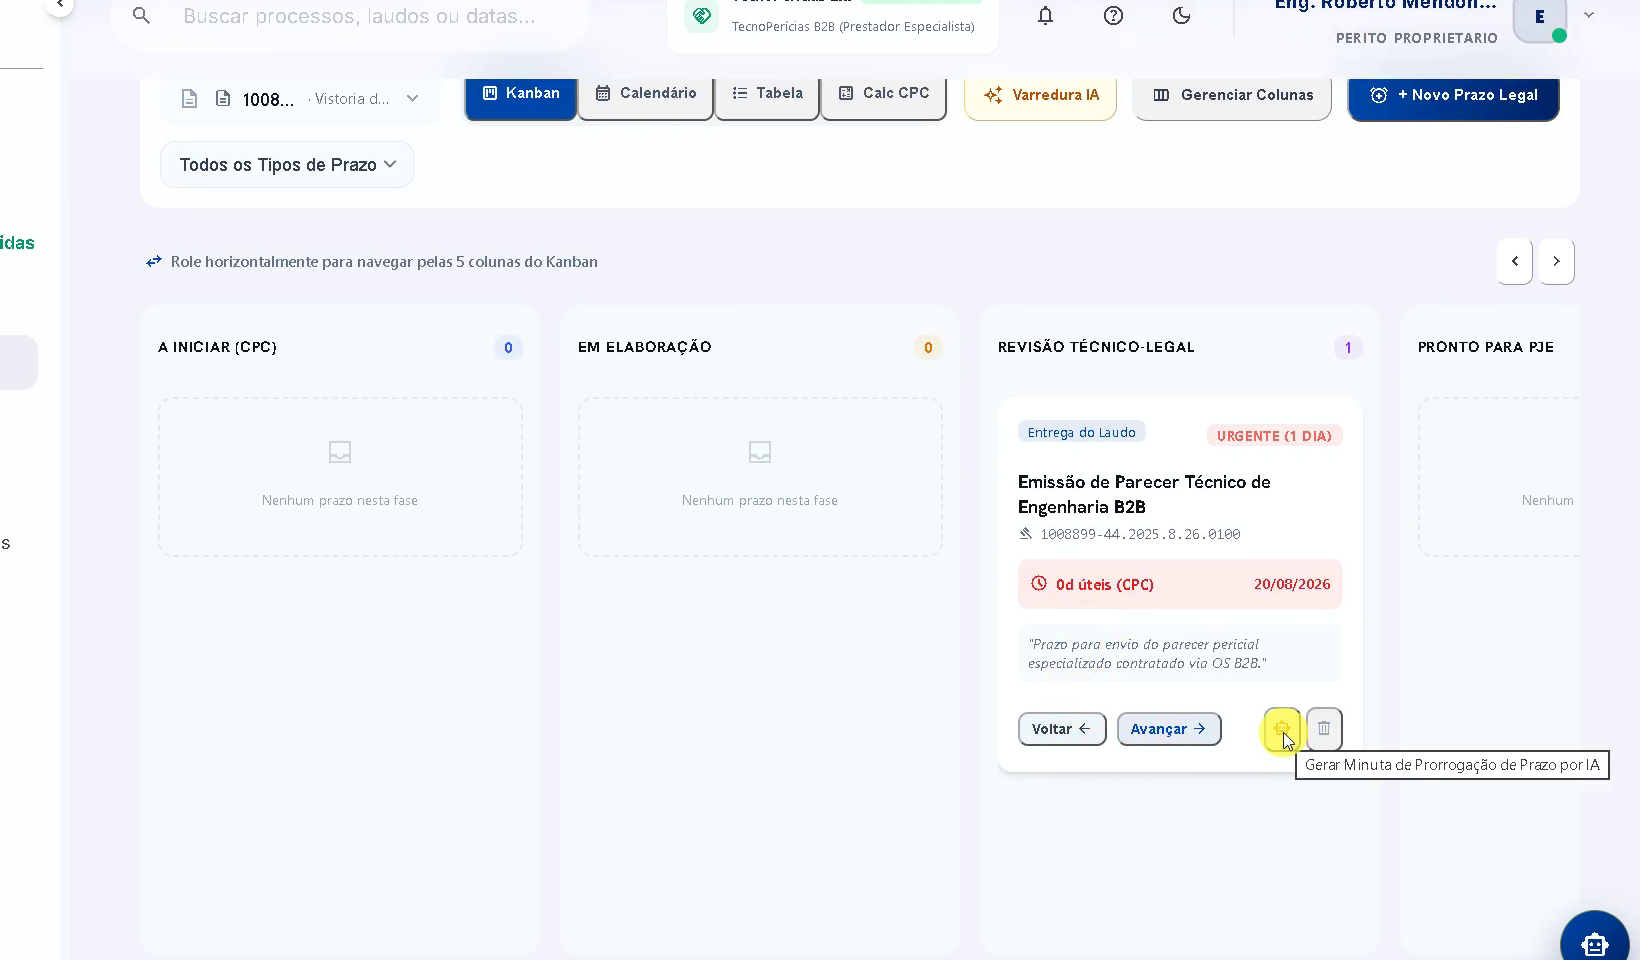 Buscar processos, laudos ou datas...
TecnoPerícias B2B (Prestador Especialista)
Eng. Roberto Mendon...
PERITO PROPRIETARIO
E
1008... · Vistoria d...
Kanban
Calendário
Tabela
Calc CPC
Varredura IA
Gerenciar Colunas
+ Novo Prazo Legal
Todos os Tipos de Prazo
idas
Role horizontalmente para navegar pelas 5 colunas do Kanban
A INICIAR (CPC) 0
EM ELABORAÇÃO 0
REVISÃO TÉCNICO-LEGAL 1
PRONTO PARA PJE
Nenhum prazo nesta fase
Nenhum prazo nesta fase
Nenhum
Entrega do Laudo
URGENTE (1 DIA)
Emissão de Parecer Técnico de
Engenharia B2B
1008899-44.2025.8.26.0100
0d úteis (CPC) 20/08/2026
"Prazo para envio do parecer pericial
especializado contratado via OS B2B."
s
Voltar ←
Avançar →
Gerar Minuta de Prorrogação de Prazo por IA